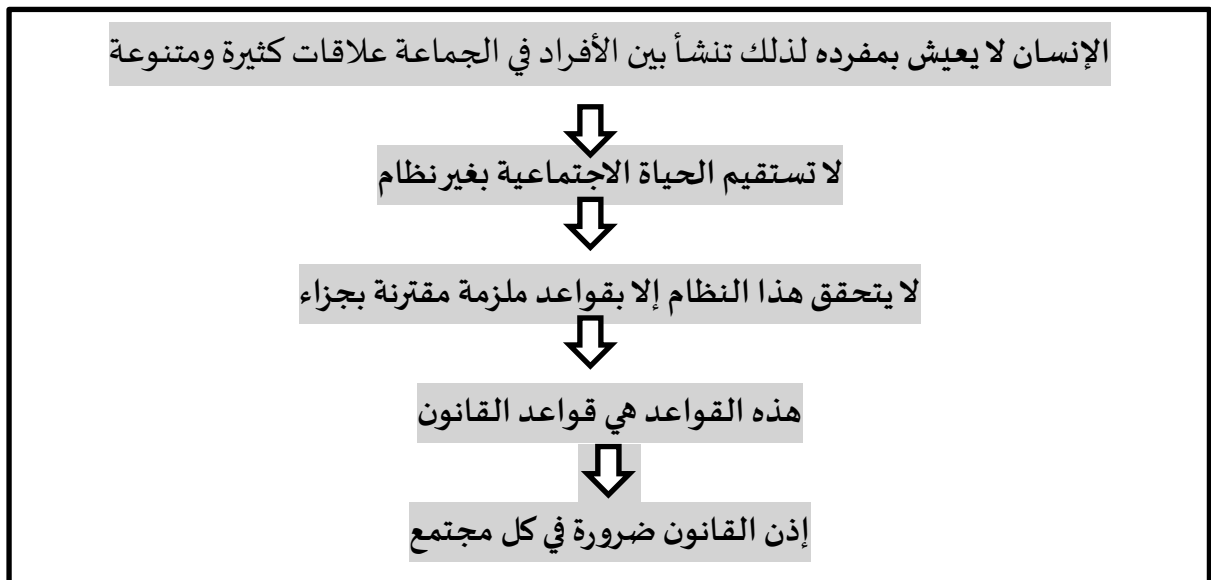 الإنسان لا يعيش بمفرده لذلك تنشأ بين الأفراد في الجماعة علاقات كثيرة ومتنوعة
لا تستقيم الحياة الاجتماعية بغير نظام
لا يتحقق هذا النظام إلا بقواعد ملزمة مقترنة بجزاء
هذه القواعد هي قواعد القانون
إذن القانون ضرورة في كل مجتمع